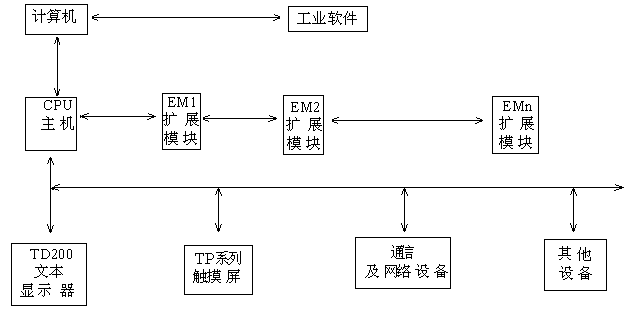 计算机
工业软件
CPU
主机
EM1
扩展
模块
EM2
扩展
模块
EMn
扩展
模块
TD200
文本
显示器
TP系列
触摸屏
通信
及网络设备
其他
设备